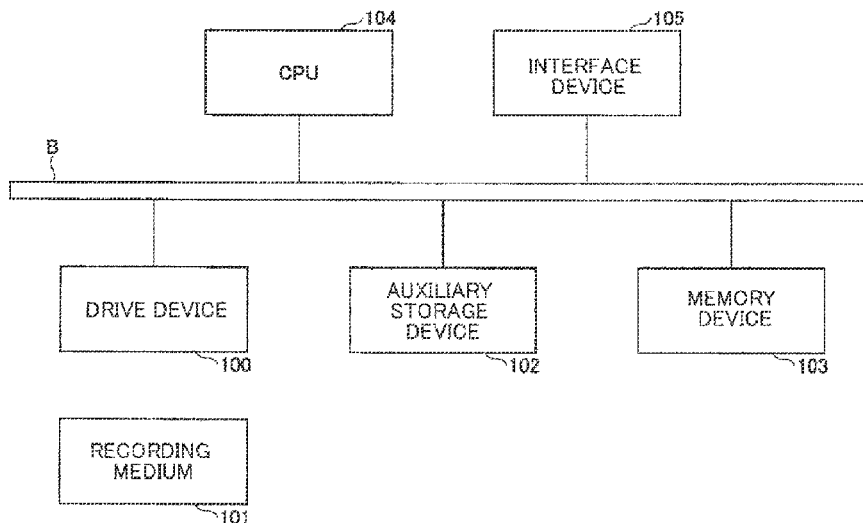 104
CPU
105
INTERFACE
DEVICE
B
DRIVE DEVICE
100
AUXILIARY
STORAGE
DEVICE
102
MEMORY
DEVICE
103
RECORDING
MEDIUM
101